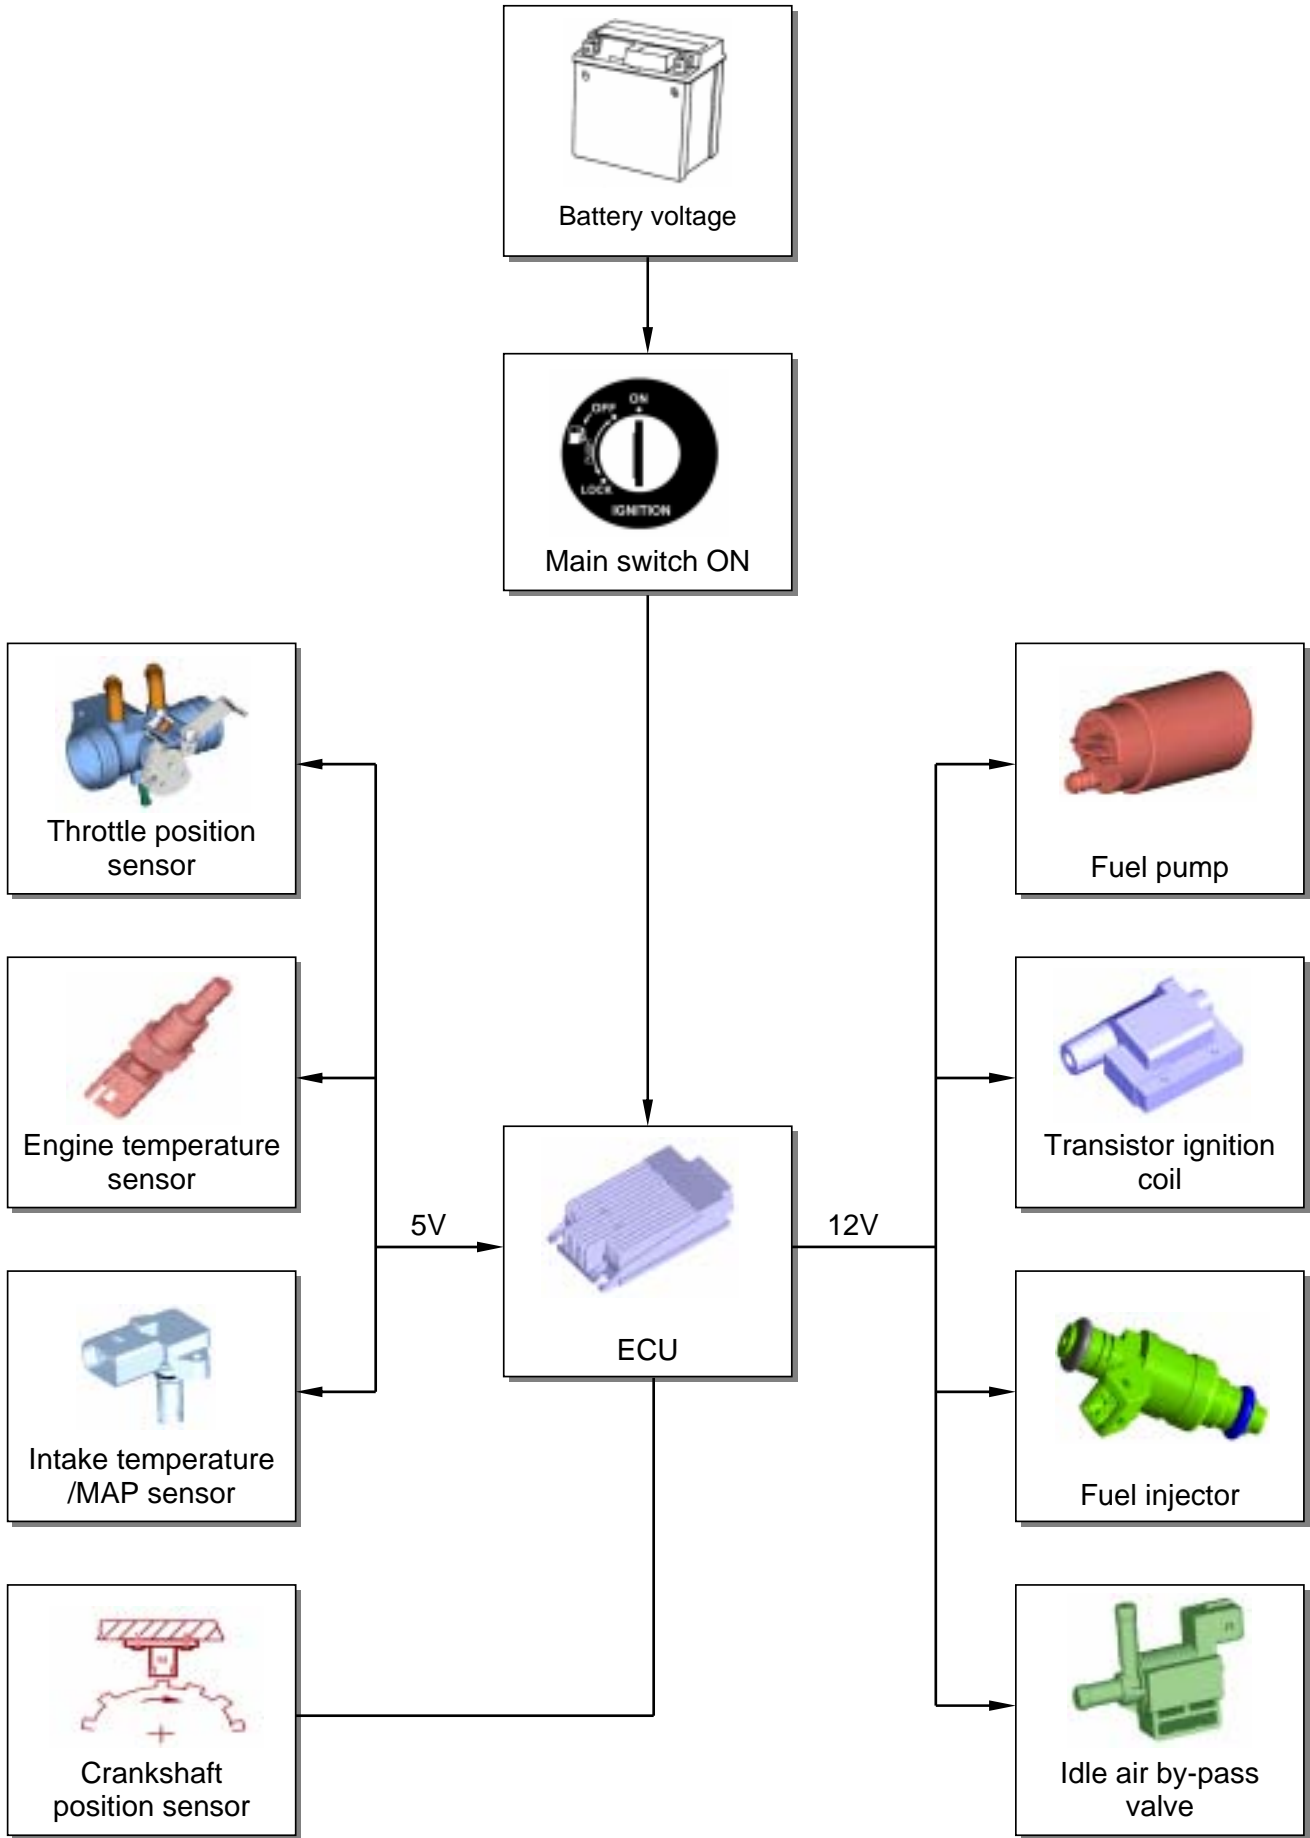 Battery voltage
ON
OFF
LOCK
IGNITION
Main switch ON
Throttle position
sensor
Fuel pump
Engine temperature
sensor
Transistor ignition
coil
5V
12V
ECU
Intake temperature
/MAP sensor
Fuel injector
Crankshaft
position sensor
Idle air by-pass
valve